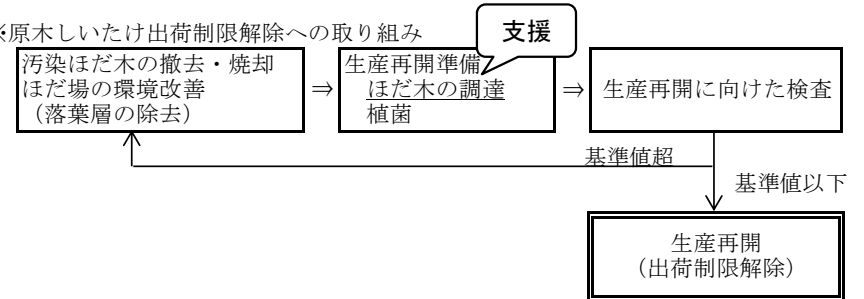 ※原木しいたけ出荷制限解除への取り組み
支援
汚染ほだ木の撤去・焼却
ほだ場の環境改善
（落葉層の除去）
⇒
生産再開準備
ほだ木の調達
植菌
⇒
生産再開に向けた検査
基準値超
基準値以下
生産再開
（出荷制限解除）